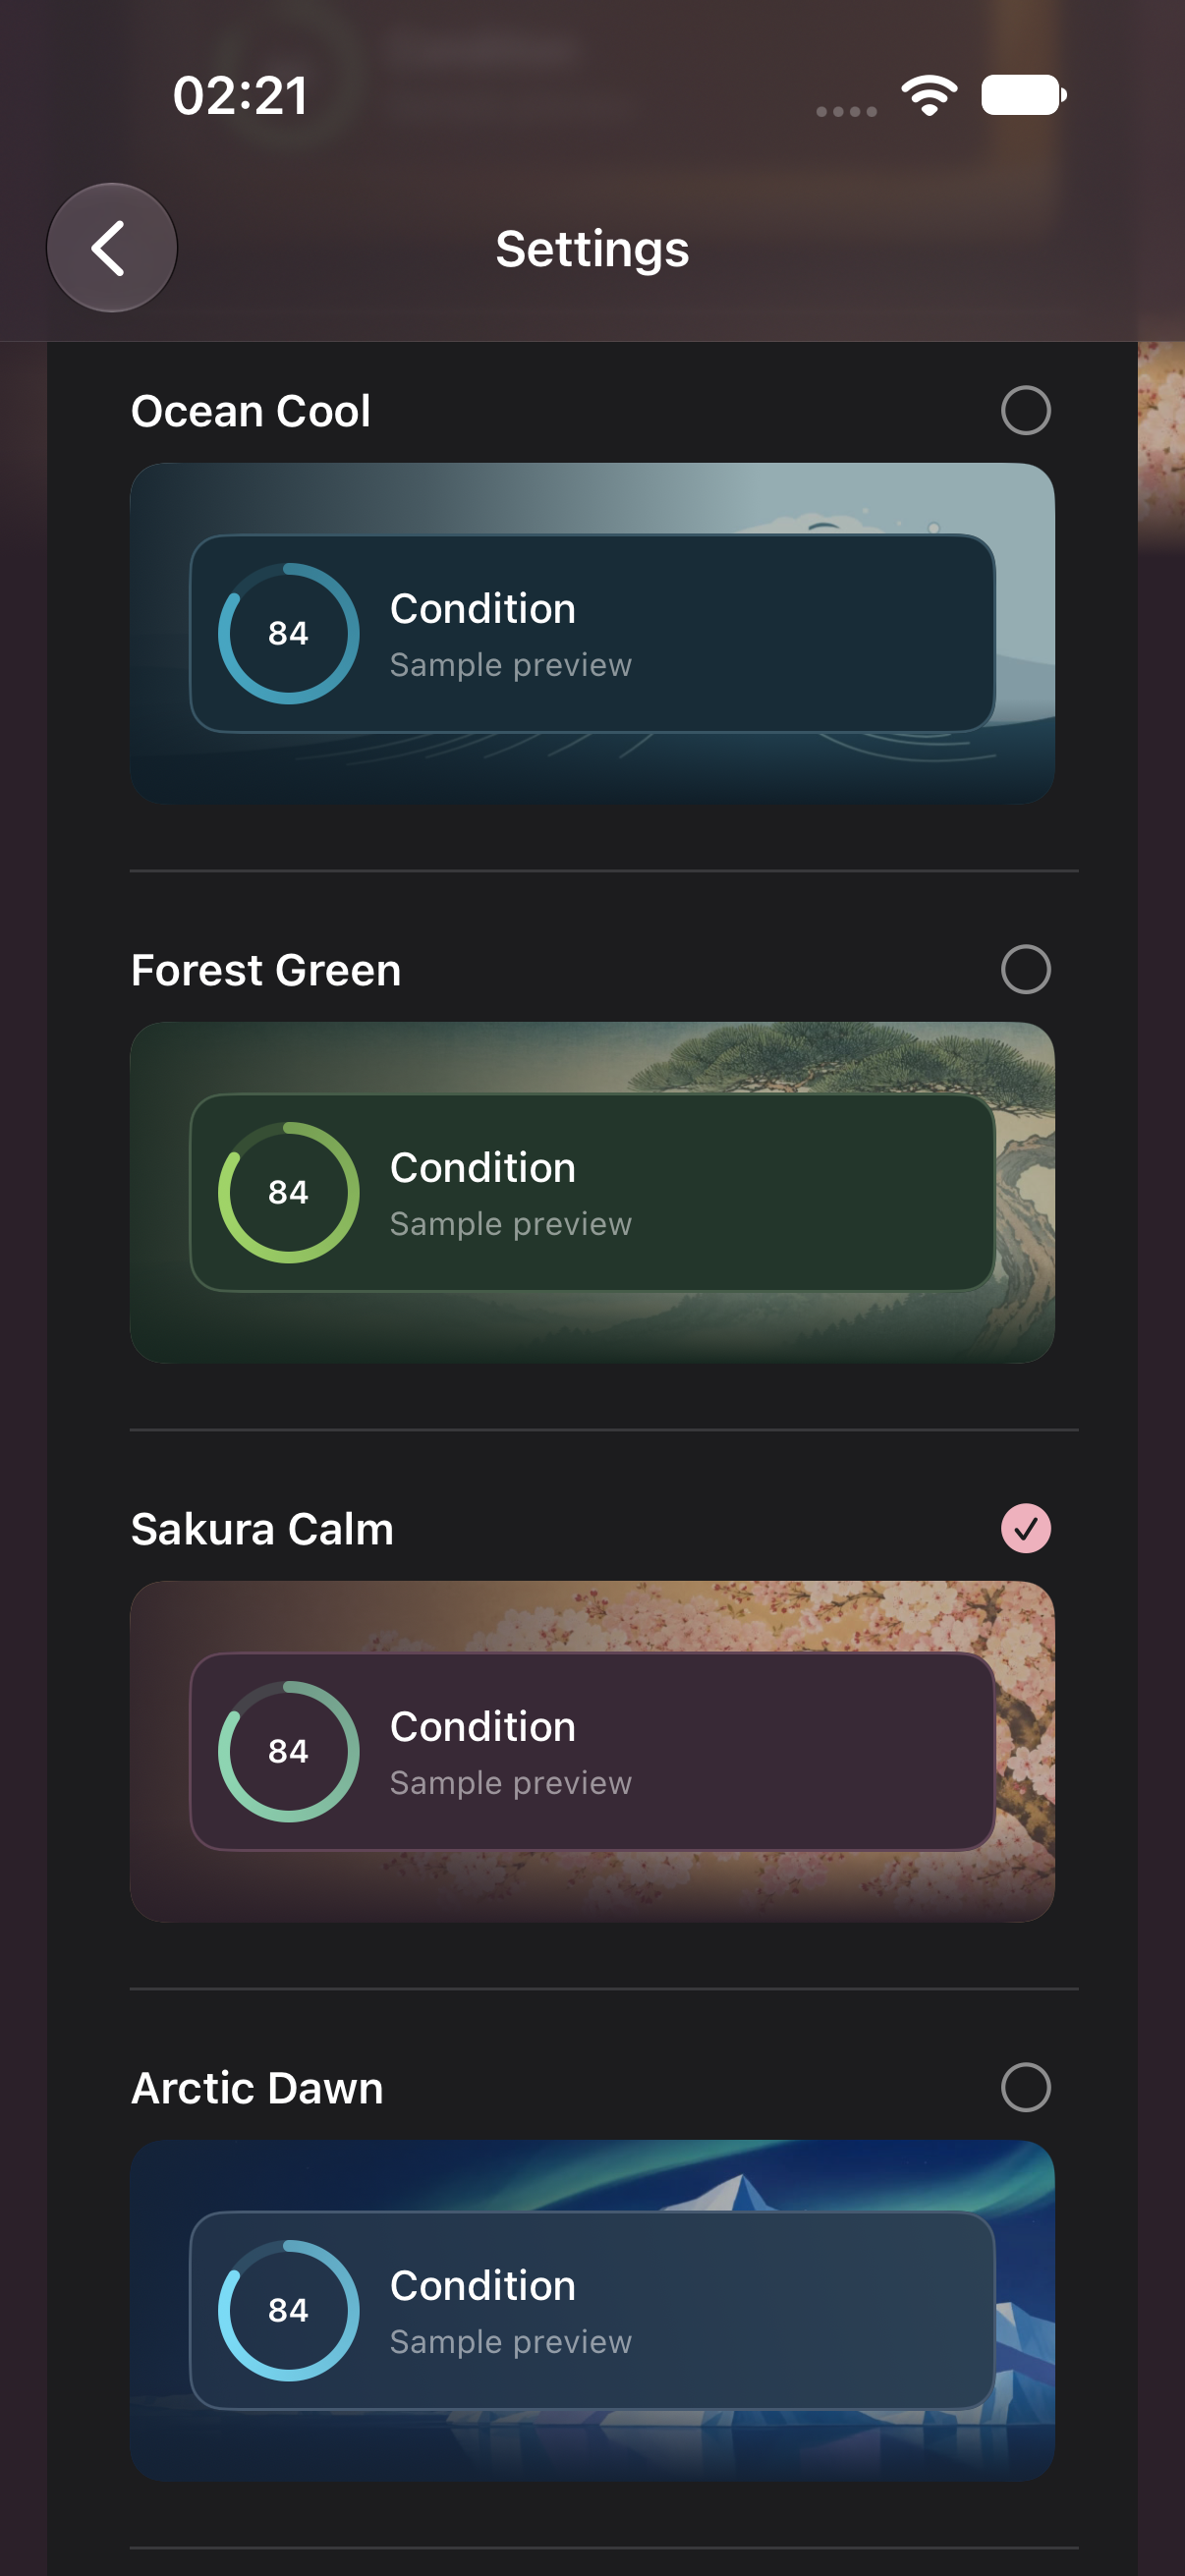 02:21
Settings
Ocean Cool
84
Condition
Sample preview
Forest Green
84
Condition
Sample preview
Sakura Calm
84
Condition
Sample preview
Arctic Dawn
84
Condition
Sample preview